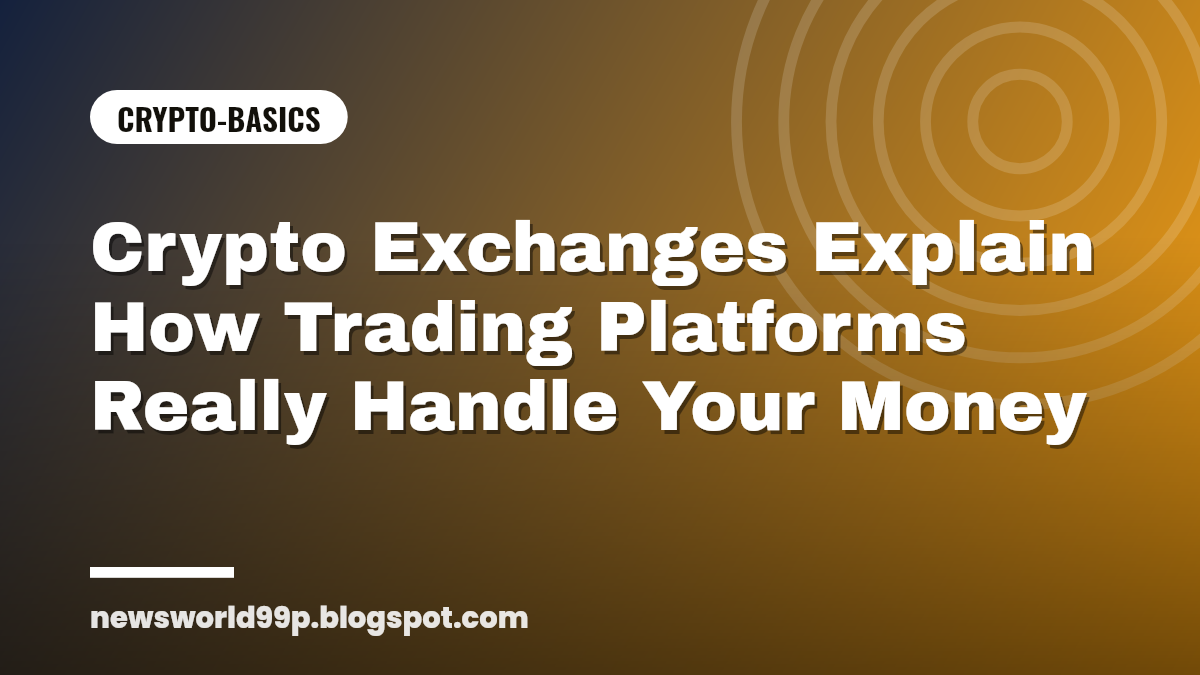 CRYPTO-BASICS
Crypto Exchanges Explain
How Trading Platforms
Really Handle Your Money
newsworld99p.blogspot.com